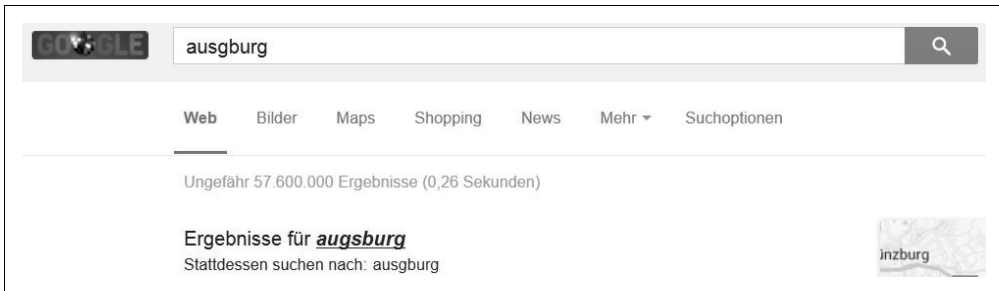 GOOGLE
ausgburg
Web Bilder Maps Shopping News Mehr Suchoptionen
Ungefähr 57.600.000 Ergebnisse (0,26 Sekunden)
Ergebnisse für augsburg
Stattdessen suchen nach: ausgburg